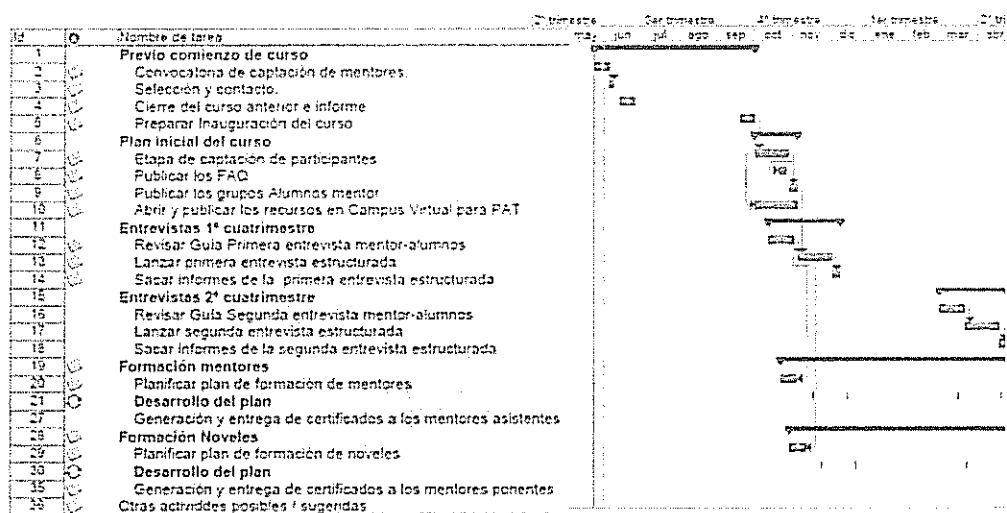 2º trimestre 3er trimestre 4º trimestre 1er trimestre 2º tri
Id Nombre de tarea may jun jul ago sep oct nov dic ene feb mar abr
1 Previo comienzo de curso
2 Convocatoria de captación de mentores.
3 Selección y contacto.
4 Cierre del curso anterior e informe
5 Preparar Inauguración del curso
6 Plan inicial del curso
7 Etapa de captación de participantes
8 Publicar los FAQ
9 Publicar los grupos Alumnos mentor
10 Abrir y publicar los recursos en Campus Virtual para PAT
11 Entrevistas 1º cuatrimestre
12 Revisar Guia Primera entrevista mentor-alumnos
13 Lanzar primera entrevista estructurada
14 Sacar informes de la primera entrevista estructurada
15 Entrevistas 2º cuatrimestre
16 Revisar Guía Segunda entrevista mentor-alumnos
17 Lanzar segunda entrevista estructurada
18 Sacar informes de la segunda entrevista estructurada
19 Formación mentores
20 Planificar plan de formación de mentores
21 Desarrollo del plan
27 Generación y entrega de certificados a los mentores asistentes
28 Formación Noveles
29 Planificar plan de formación de noveles
30 Desarrollo del plan
35 Generación y entrega de certificados a los mentores ponentes
Otras actividdes posibles / sugeridas